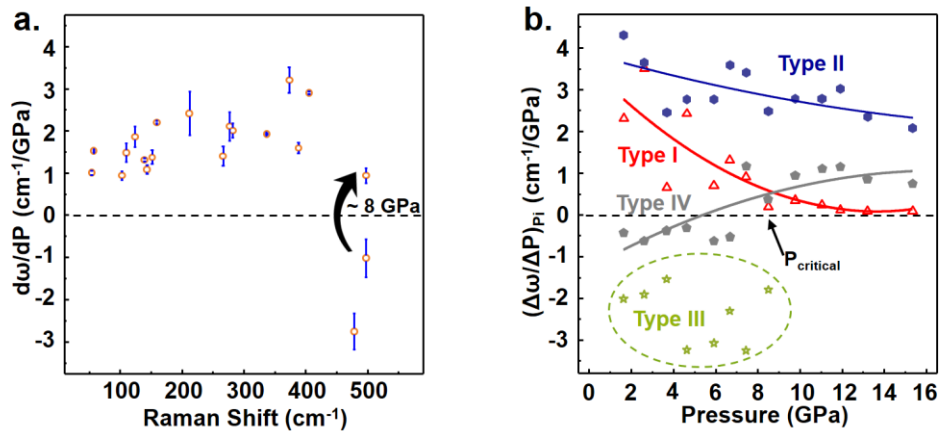 a.
dω/dP (cm⁻¹/GPa)
4
3
2
1
0
-1
-2
-3
~ 8 GPa
100 200 300 400 500 600
Raman Shift (cm⁻¹)
b.
(Δω/ΔP)Pi (cm⁻¹/GPa)
4
3
2
1
0
-1
-2
-3
Type II
Type I
Type IV
Pcritical
Type III
0 2 4 6 8 10 12 14 16
Pressure (GPa)